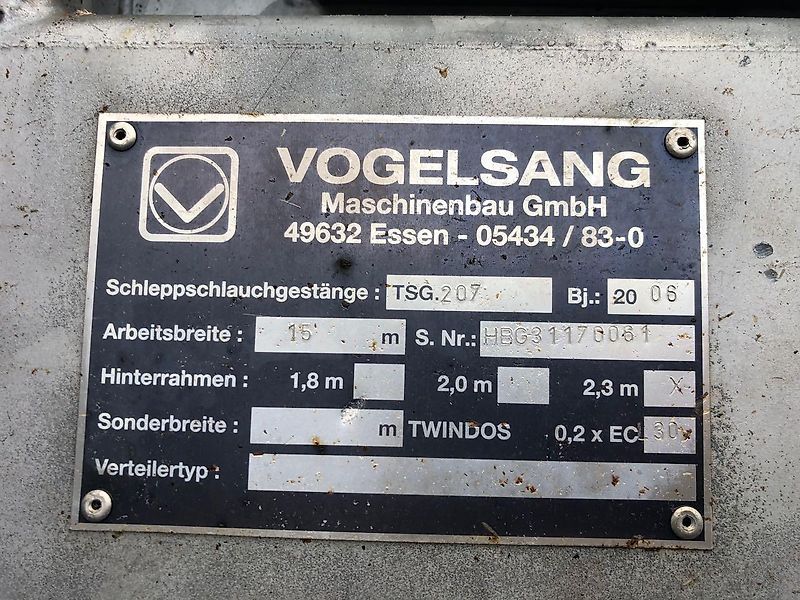 VOGELSANG
Maschinenbau GmbH
49632 Essen - 05434 / 83-0
Schleppschlauchgestänge : TSG.207 Bj.: 20 06
Arbeitsbreite : 15 m S. Nr.: HBG31170061
Hinterrahmen : 1,8 m 2,0 m 2,3 m X
Sonderbreite : m TWINDOS 0,2 x EC L30
Verteilertyp :